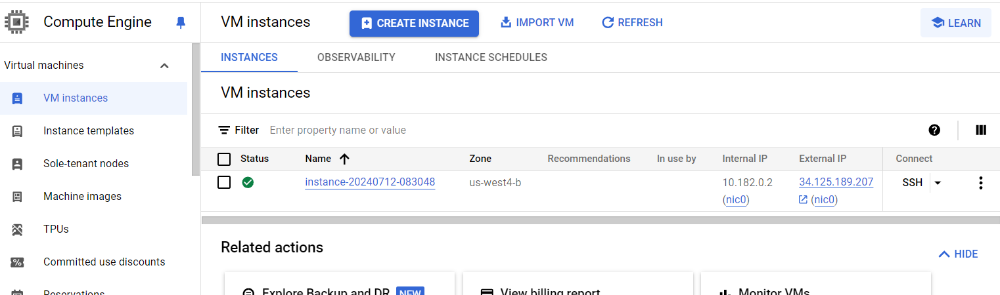 Compute Engine
VM instances
CREATE INSTANCE
IMPORT VM
REFRESH
LEARN
Virtual machines
VM instances
Instance templates
Sole-tenant nodes
Machine images
TPUs
Committed use discounts
Reservations
INSTANCES OBSERVABILITY INSTANCE SCHEDULES
VM instances
Filter Enter property name or value
Status Name Zone Recommendations In use by Internal IP External IP Connect
instance-20240712-083048 us-west4-b 10.182.0.2 34.125.189.207 SSH
(nic0) (nic0)
Related actions
HIDE
Explore Backup and DR NEW
View billing report
Monitor VMs